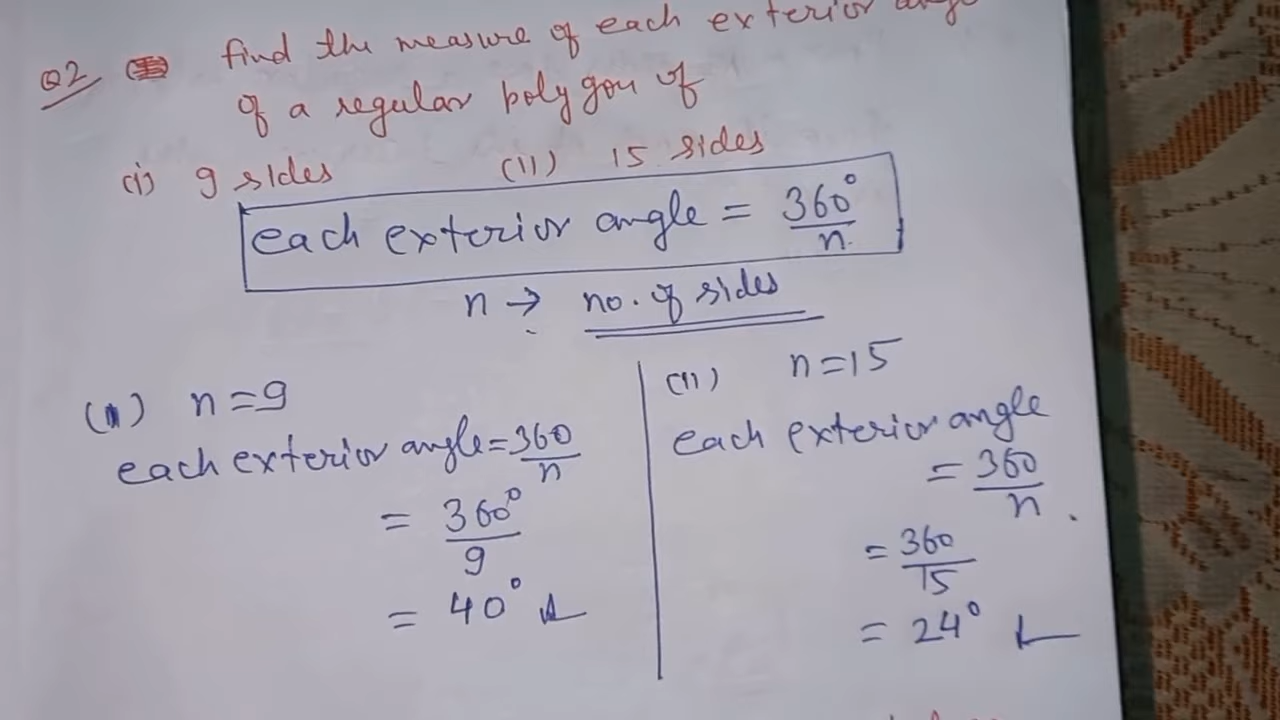 Q2 find the measure of each exterior
of a regular polygon of
(i) 9 sides (ii) 15 sides
each exterior angle = 360°/n
n → no. of sides
(i) n=9
each exterior angle = 360/n
= 360°/9
= 40°
(ii) n=15
each exterior angle
= 360/n
= 360/15
= 24°